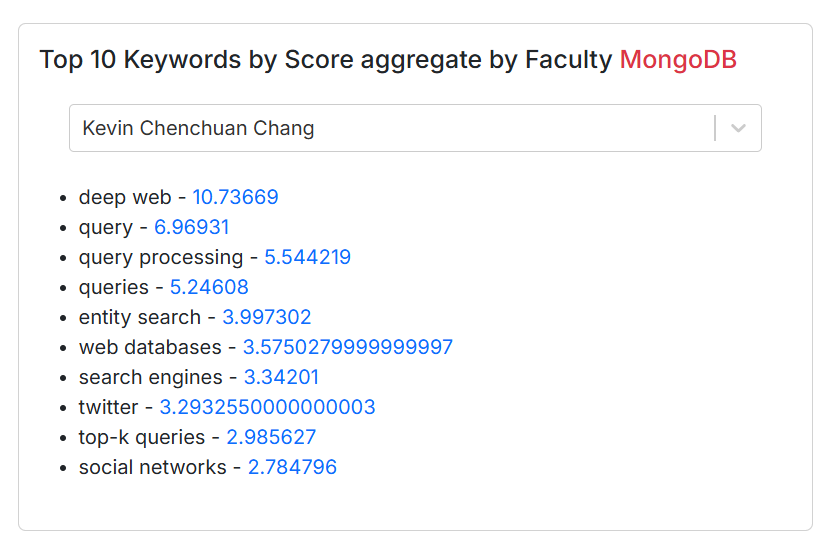 Top 10 Keywords by Score aggregate by Faculty MongoDB
Kevin Chenchuan Chang
• deep web - 10.73669
• query - 6.96931
• query processing - 5.544219
• queries - 5.24608
• entity search - 3.997302
• web databases - 3.5750279999999997
• search engines - 3.34201
• twitter - 3.2932550000000003
• top-k queries - 2.985627
• social networks - 2.784796